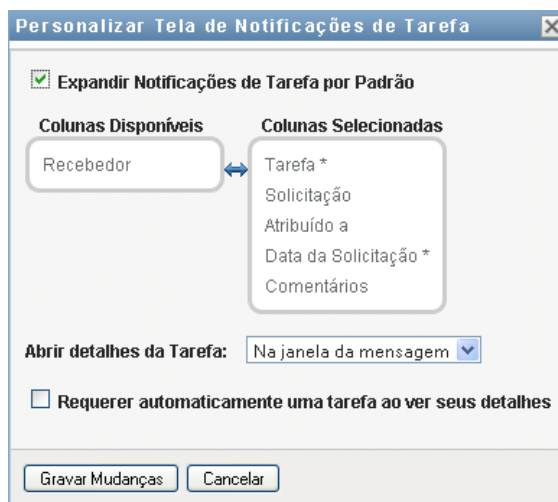 Personalizar Tela de Notificações de Tarefa
Expandir Notificações de Tarefa por Padrão
Colunas Disponíveis
Colunas Selecionadas
Recebedor
Tarefa *
Solicitação
Atribuído a
Data da Solicitação *
Comentários
Abrir detalhes da Tarefa: Na janela da mensagem
Requerer automaticamente uma tarefa ao ver seus detalhes
Gravar Mudanças Cancelar